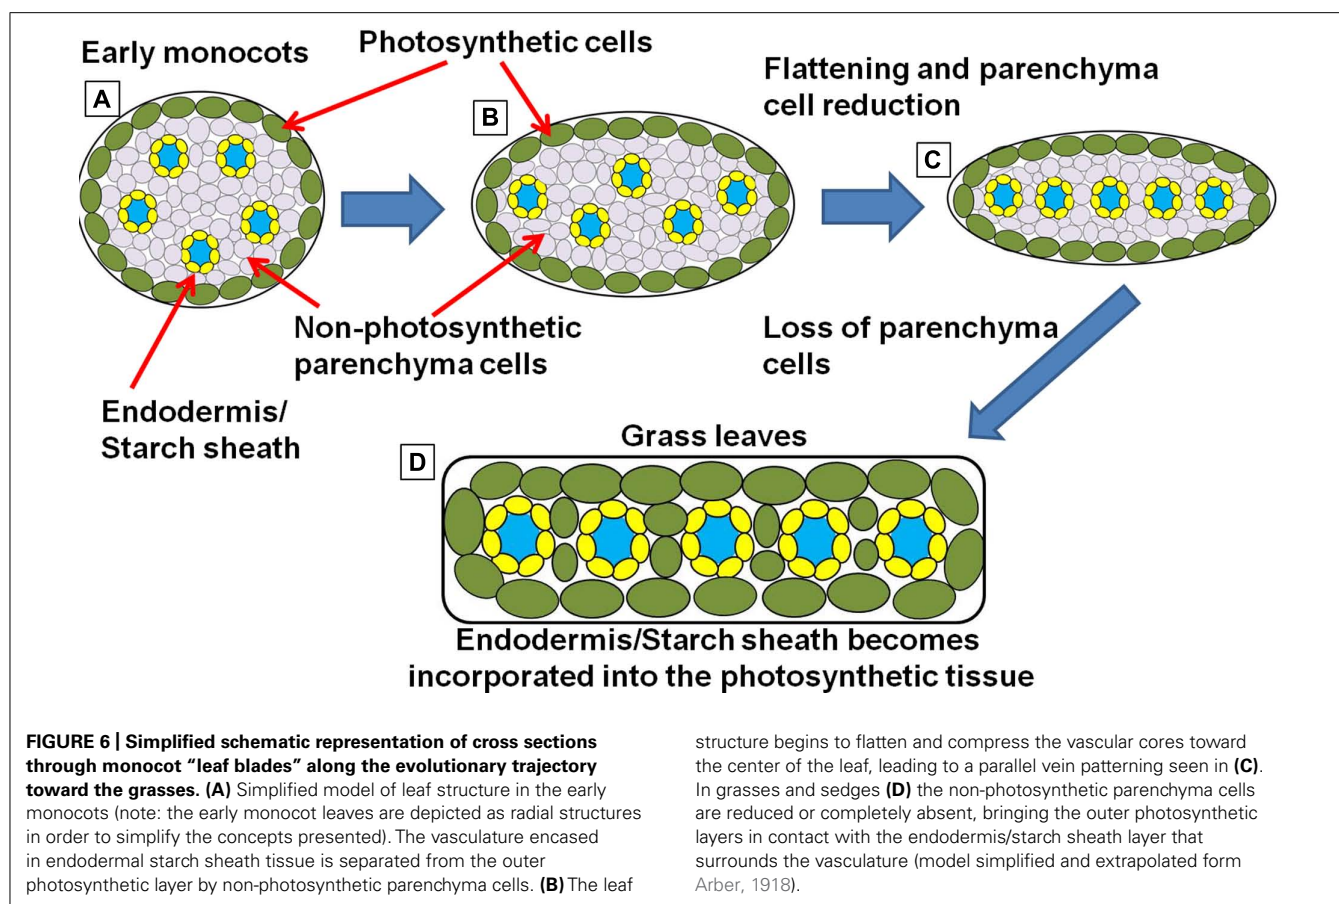 Early monocots
Photosynthetic cells
A
B
Flattening and parenchyma
cell reduction
C
Non-photosynthetic
parenchyma cells
Loss of parenchyma
cells
Endodermis/
Starch sheath
Grass leaves
D
Endodermis/Starch sheath becomes
incorporated into the photosynthetic tissue
FIGURE 6 | Simplified schematic representation of cross sections
through monocot “leaf blades” along the evolutionary trajectory
toward the grasses. (A) Simplified model of leaf structure in the early
monocots (note: the early monocot leaves are depicted as radial structures
in order to simplify the concepts presented). The vasculature encased
in endodermal starch sheath tissue is separated from the outer
photosynthetic layer by non-photosynthetic parenchyma cells. (B) The leaf
structure begins to flatten and compress the vascular cores toward
the center of the leaf, leading to a parallel vein patterning seen in (C).
In grasses and sedges (D) the non-photosynthetic parenchyma cells
are reduced or completely absent, bringing the outer photosynthetic
layers in contact with the endodermis/starch sheath layer that
surrounds the vasculature (model simplified and extrapolated form
Arber, 1918).